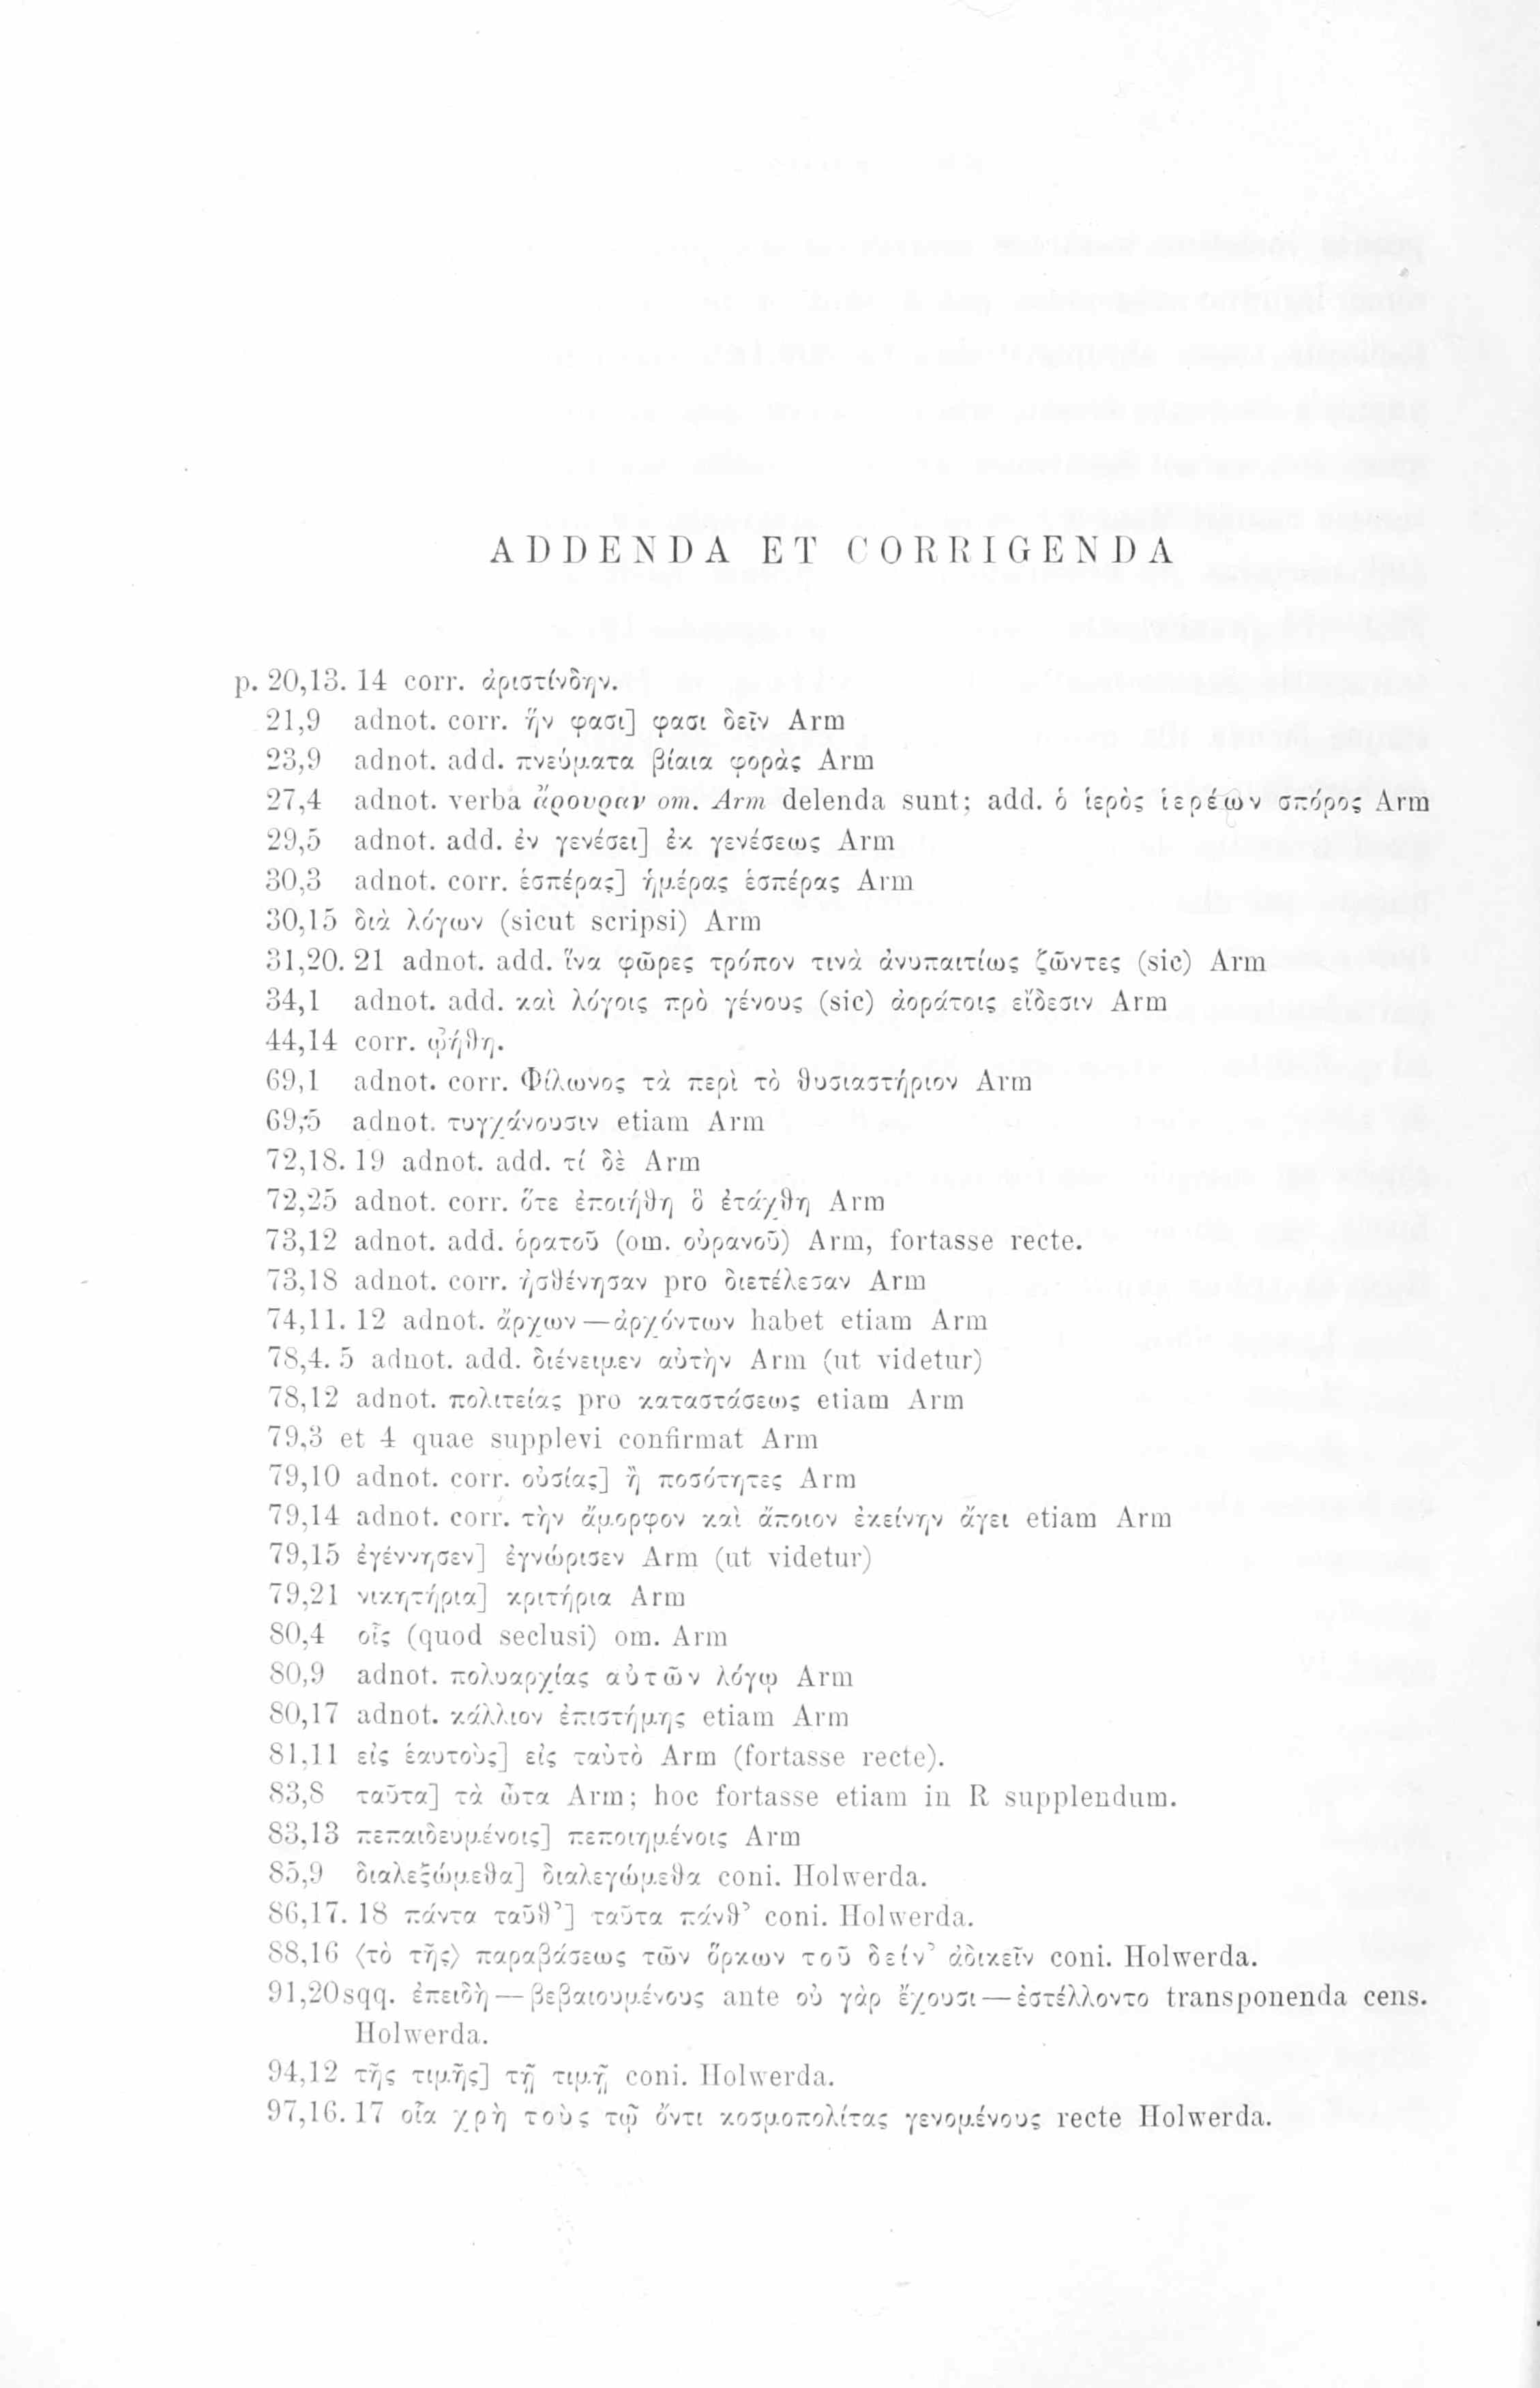 ADDENDA ET CORRIGENDA
p. 20,13. 14 corr. ἀριστίνδην.
21,9 adnot. corr. ἥν φασι] φασι δεῖν Arm
23,9 adnot. add. πνεύματα βίαια φορὰς Arm
27,4 adnot. verba ἄρουραν om. Arm delenda sunt; add. ὁ ἱερὸς ἱερέων σπόρος Arm
29,5 adnot. add. ἐν γενέσει] ἐκ γενέσεως Arm
30,3 adnot. corr. ἑσπέρας] ἡμέρας ἑσπέρας Arm
30,15 διὰ λόγων (sicut scripsi) Arm
31,20. 21 adnot. add. ἵνα φῶρες τρόπον τινὰ ἀνυπαιτίως ζῶντες (sic) Arm
34,1 adnot. add. καὶ λόγοις πρὸ γένους (sic) ἀοράτοις εἴδεσιν Arm
44,14 corr. ᾠήθη.
69,1 adnot. corr. Φίλωνος τὰ περὶ τὸ θυσιαστήριον Arm
69,5 adnot. τυγχάνουσιν etiam Arm
72,18. 19 adnot. add. τί δὲ Arm
72,25 adnot. corr. ὅτε ἐποιήθη ὃ ἐτάχθη Arm
73,12 adnot. add. ὁρατοῦ (om. οὐρανοῦ) Arm, fortasse recte.
73,18 adnot. corr. ἠσθένησαν pro διετέλεσαν Arm
74,11. 12 adnot. ἄρχων—ἀρχόντων habet etiam Arm
78,4. 5 adnot. add. διένειμεν αὐτὴν Arm (ut videtur)
78,12 adnot. πολιτείας pro καταστάσεως etiam Arm
79,3 et 4 quae supplevi confirmat Arm
79,10 adnot. corr. οὐσίας] ἢ ποσότητες Arm
79,14 adnot. corr. τὴν ἄμορφον καὶ ἄποιον ἐκείνην ἄγει etiam Arm
79,15 ἐγέννησεν] ἐγνώρισεν Arm (ut videtur)
79,21 νικητήρια] κριτήρια Arm
80,4 οἷς (quod seclusi) om. Arm
80,9 adnot. πολυαρχίας αὐτῶν λόγῳ Arm
80,17 adnot. κάλλιον ἐπιστήμης etiam Arm
81,11 εἰς ἑαυτοὺς] εἰς ταὐτὸ Arm (fortasse recte).
83,8 ταῦτα] τὰ ὦτα Arm; hoc fortasse etiam in R supplendum.
83,13 πεπαιδευμένοις] πεποιημένοις Arm
85,9 διαλεξώμεθα] διαλεγώμεθα coni. Holwerda.
86,17. 18 πάντα ταῦθ’] ταῦτα πάνθ’ coni. Holwerda.
88,16 ⟨τὸ τῆς⟩ παραβάσεως τῶν ὅρκων τοῦ δείν’ ἀδικεῖν coni. Holwerda.
91,20sqq. ἐπειδὴ—βεβαιουμένους ante οὐ γὰρ ἔχουσι—ἐστέλλοντο transponenda cens.
Holwerda.
94,12 τῆς τιμῆς] τῇ τιμῇ coni. Holwerda.
97,16. 17 οἷα χρὴ τοὺς τῷ ὄντι κοσμοπολίτας γενομένους recte Holwerda.